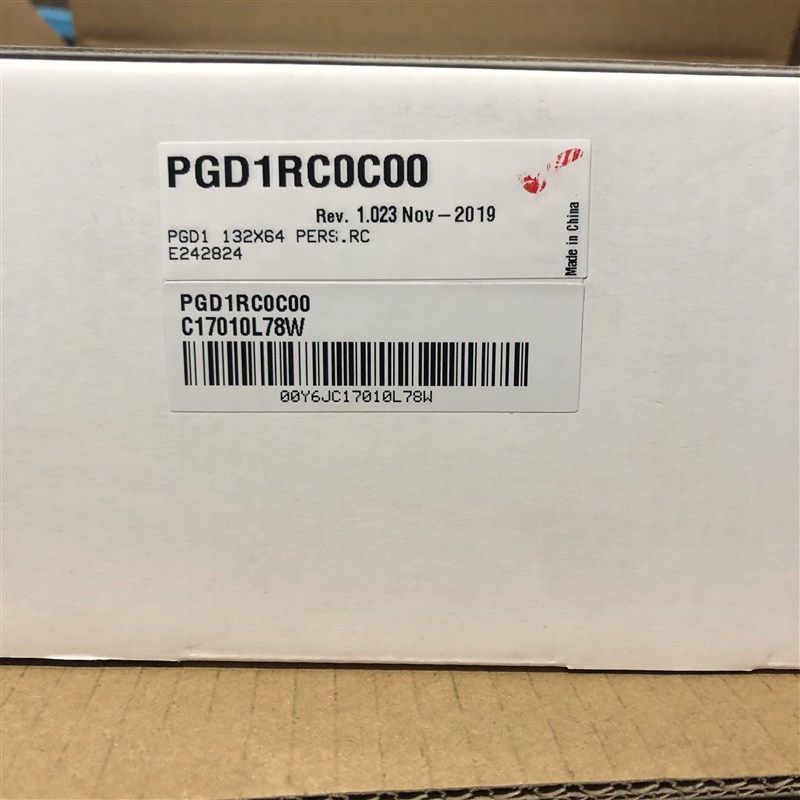 PGD1RC0C00
Rev. 1.023 Nov-2019
PGD1 132X64 PERS.RC
E242824
Made in China
PGD1RC0C00
C17010L78W
00Y6JC17010L78W